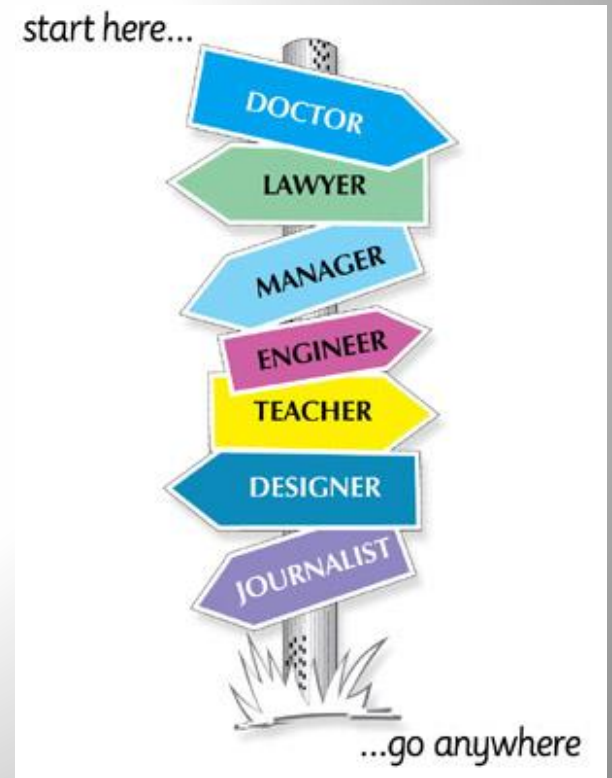 start here...
DOCTOR
LAWYER
MANAGER
ENGINEER
TEACHER
DESIGNER
JOURNALIST
...go anywhere